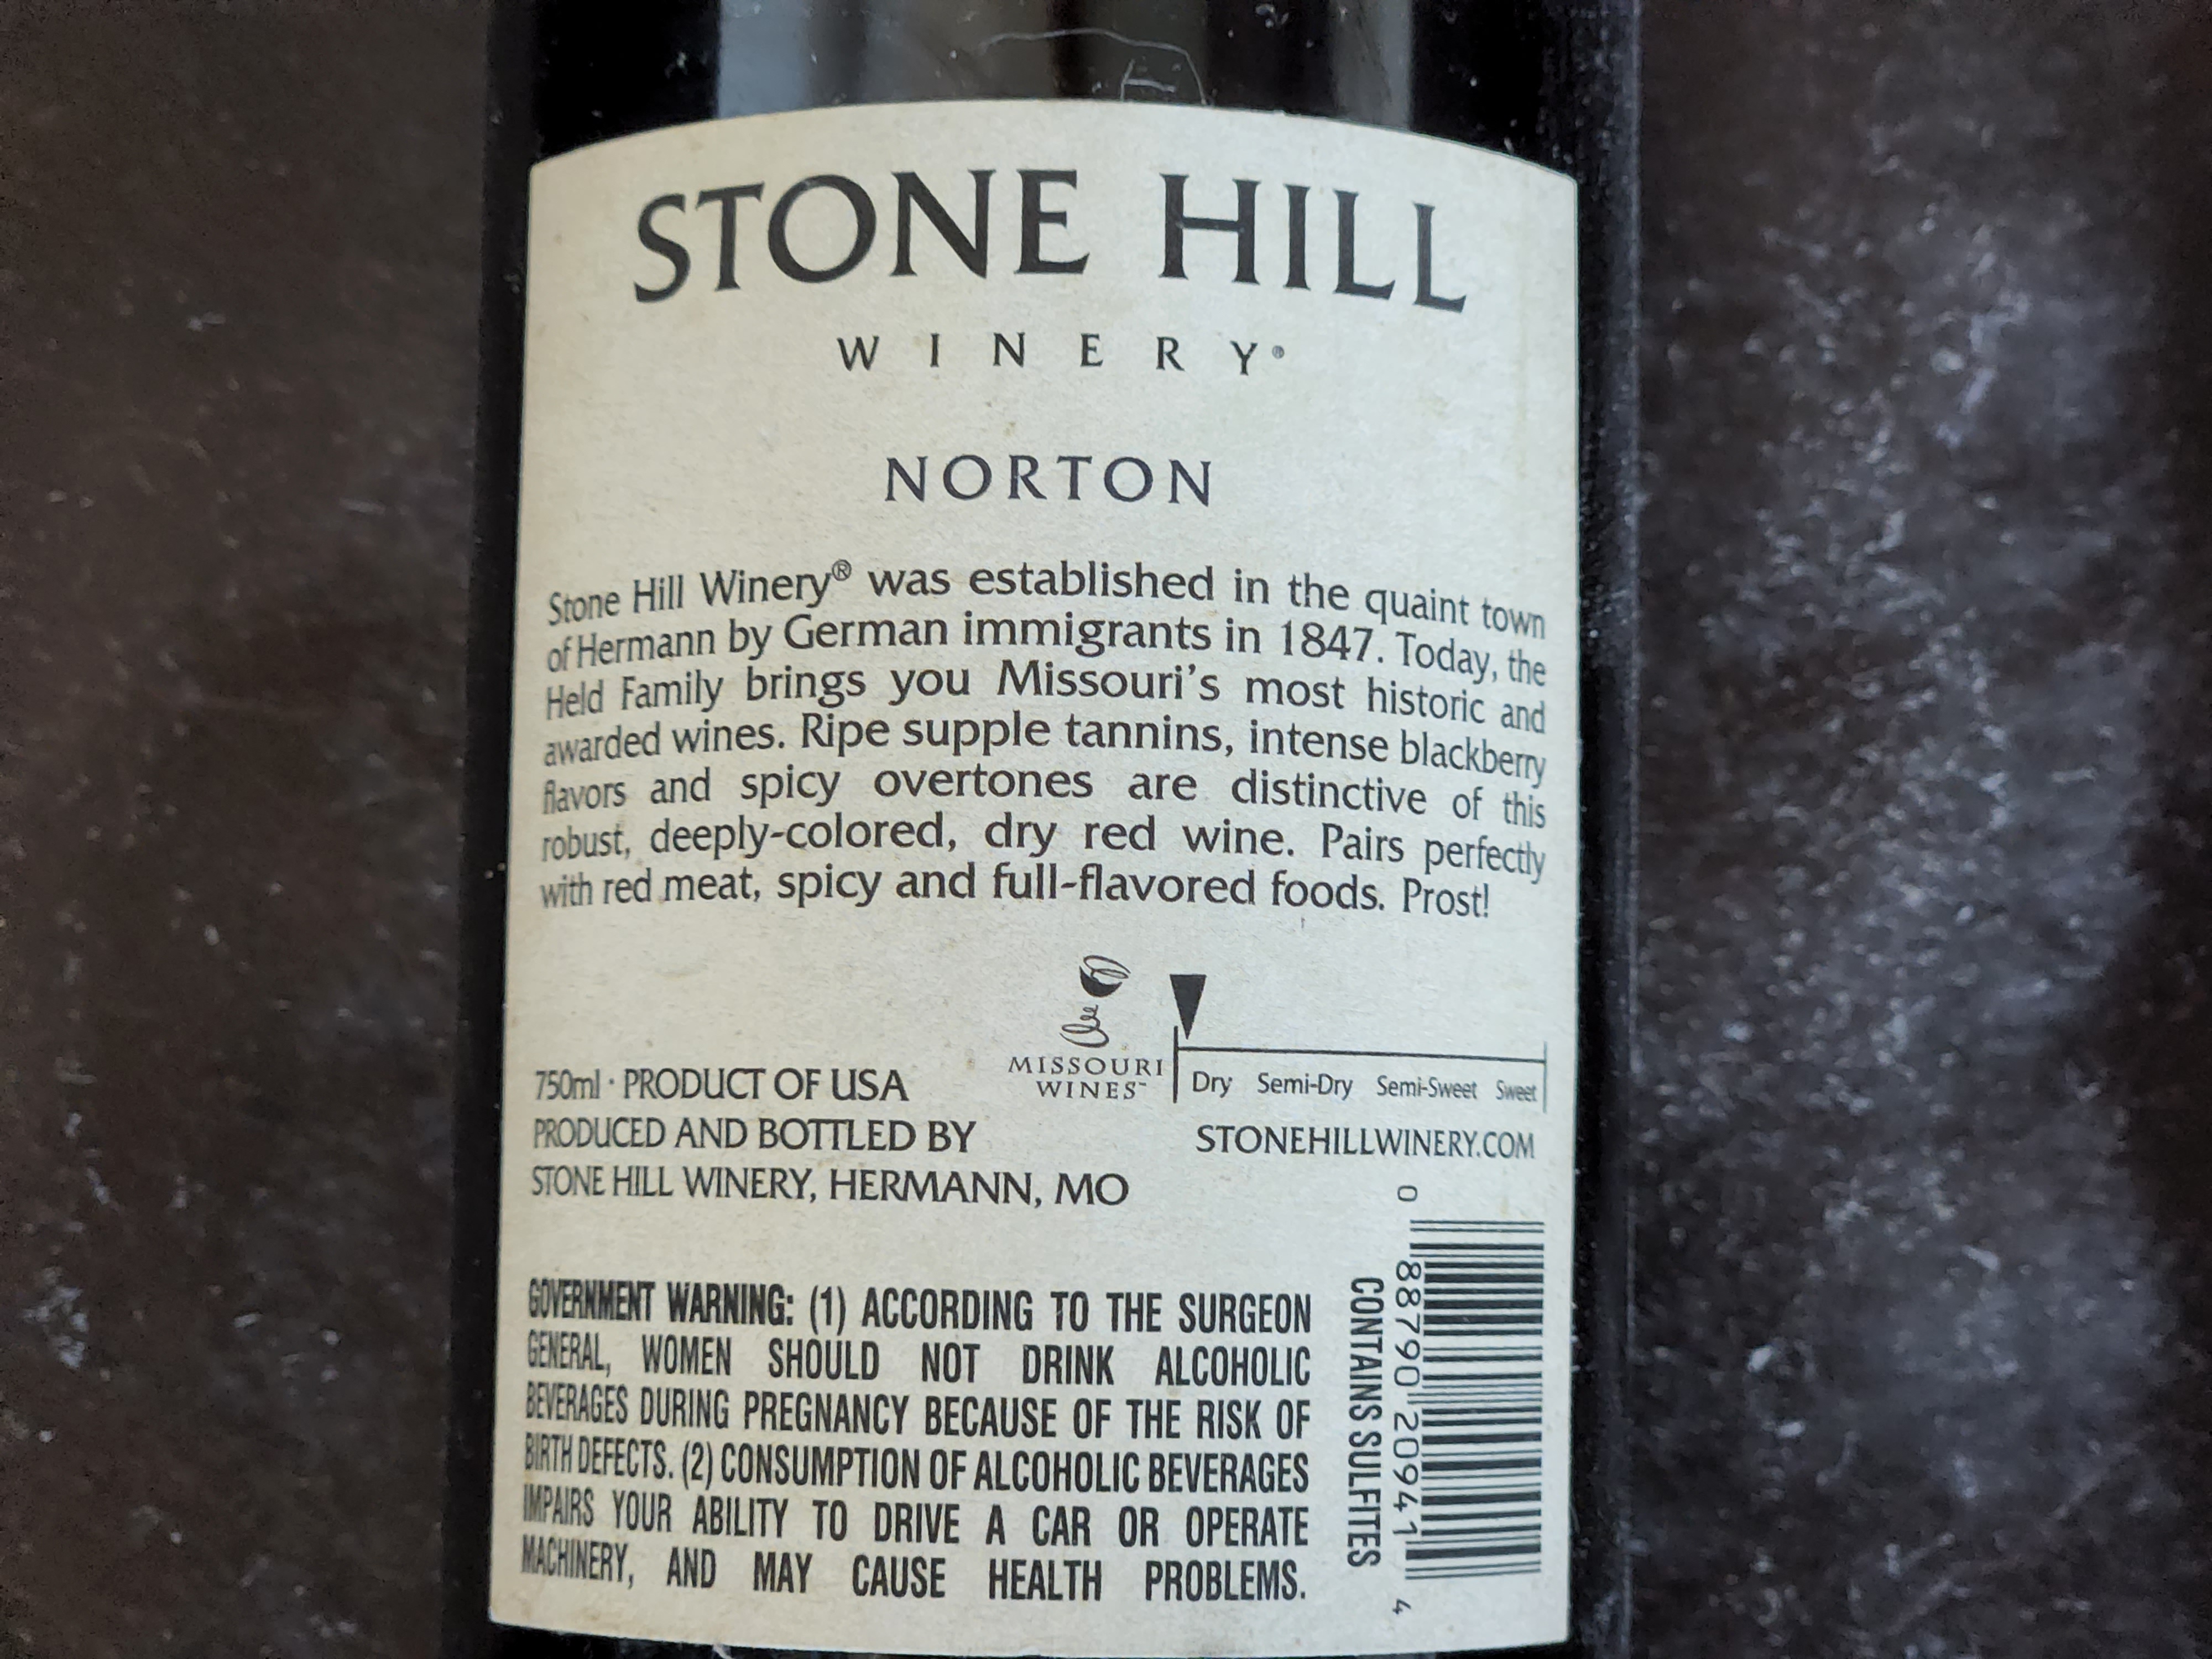 STONE HILL
WINERY®
NORTON
Stone Hill Winery® was established in the quaint town
of Hermann by German immigrants in 1847. Today, the
Held Family brings you Missouri's most historic and
awarded wines. Ripe supple tannins, intense blackberry
flavors and spicy overtones are distinctive of this
robust, deeply-colored, dry red wine. Pairs perfectly
with red meat, spicy and full-flavored foods. Prost!
MISSOURI
WINES™
Dry Semi-Dry Semi-Sweet Sweet
750ml · PRODUCT OF USA
PRODUCED AND BOTTLED BY
STONE HILL WINERY, HERMANN, MO
STONEHILLWINERY.COM
GOVERNMENT WARNING: (1) ACCORDING TO THE SURGEON
GENERAL, WOMEN SHOULD NOT DRINK ALCOHOLIC
BEVERAGES DURING PREGNANCY BECAUSE OF THE RISK OF
BIRTH DEFECTS. (2) CONSUMPTION OF ALCOHOLIC BEVERAGES
IMPAIRS YOUR ABILITY TO DRIVE A CAR OR OPERATE
MACHINERY, AND MAY CAUSE HEALTH PROBLEMS.
CONTAINS SULFITES
0 88790 20941 4